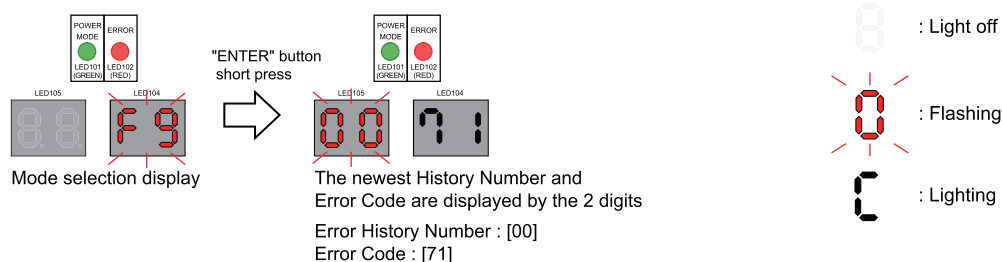 POWER
MODE
ERROR
LED101
(GREEN)
LED102
(RED)
LED105
LED104
F9
Mode selection display
"ENTER" button
short press
POWER
MODE
ERROR
LED101
(GREEN)
LED102
(RED)
LED105
LED104
00
71
The newest History Number and
Error Code are displayed by the 2 digits
Error History Number : [00]
Error Code : [71]
: Light off
: Flashing
: Lighting